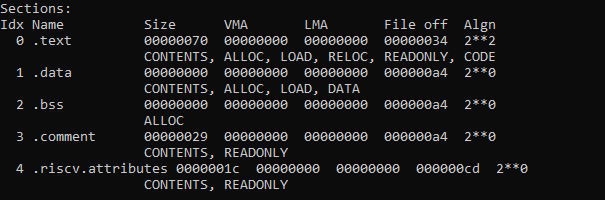 Sections:
Idx Name Size VMA LMA File off Algn
0 .text 00000070 00000000 00000000 00000034 2**2
CONTENTS, ALLOC, LOAD, RELOC, READONLY, CODE
1 .data 00000000 00000000 00000000 000000a4 2**0
CONTENTS, ALLOC, LOAD, DATA
2 .bss 00000000 00000000 00000000 000000a4 2**0
ALLOC
3 .comment 00000029 00000000 00000000 000000a4 2**0
CONTENTS, READONLY
4 .riscv.attributes 0000001c 00000000 00000000 000000cd 2**0
CONTENTS, READONLY